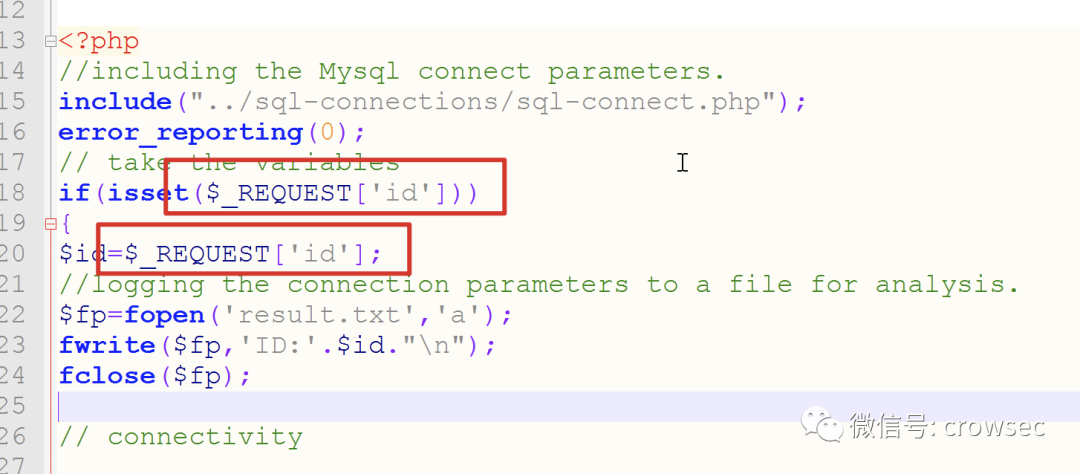 12
13 <?php
14 //including the Mysql connect parameters.
15 include("../sql-connections/sql-connect.php");
16 error_reporting(0);
17 // take the variables
18 if(isset($_REQUEST['id']))
19 {
20 $id=$_REQUEST['id'];
21 //logging the connection parameters to a file for analysis.
22 $fp=fopen('result.txt','a');
23 fwrite($fp,'ID:'.$id."\n");
24 fclose($fp);
25
26 // connectivity
27
微信号: crowsec